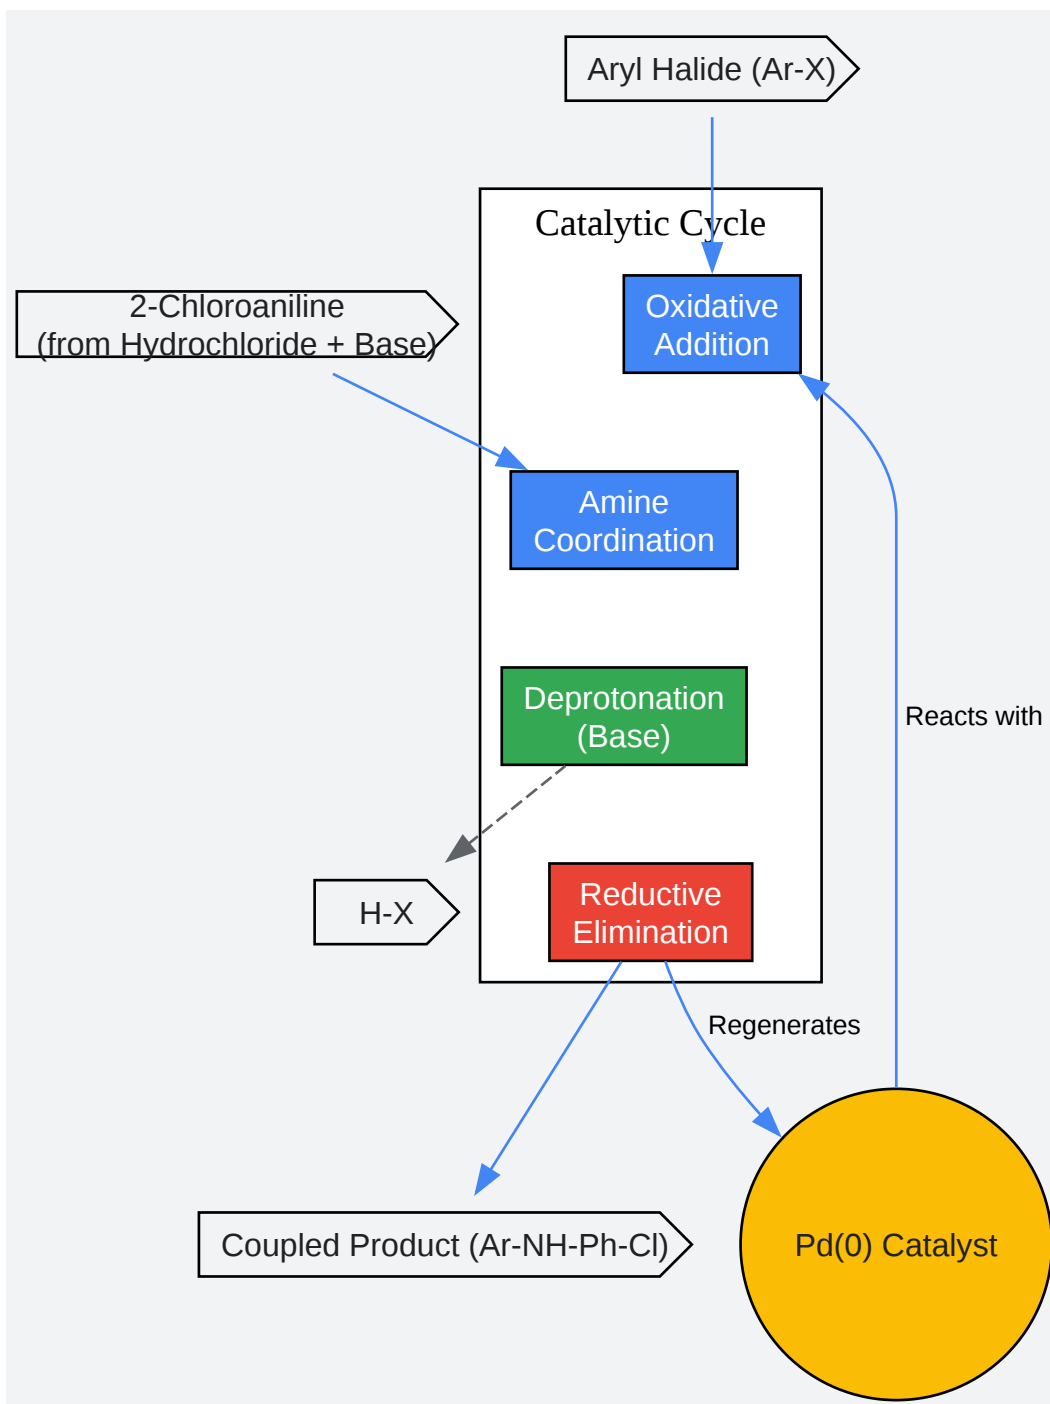 Aryl Halide (Ar-X)
Catalytic Cycle
2-Chloroaniline
(from Hydrochloride + Base)
Oxidative
Addition
Amine
Coordination
Deprotonation
(Base)
Reacts with
H-X
Reductive
Elimination
Regenerates
Coupled Product (Ar-NH-Ph-Cl)
Pd(0) Catalyst